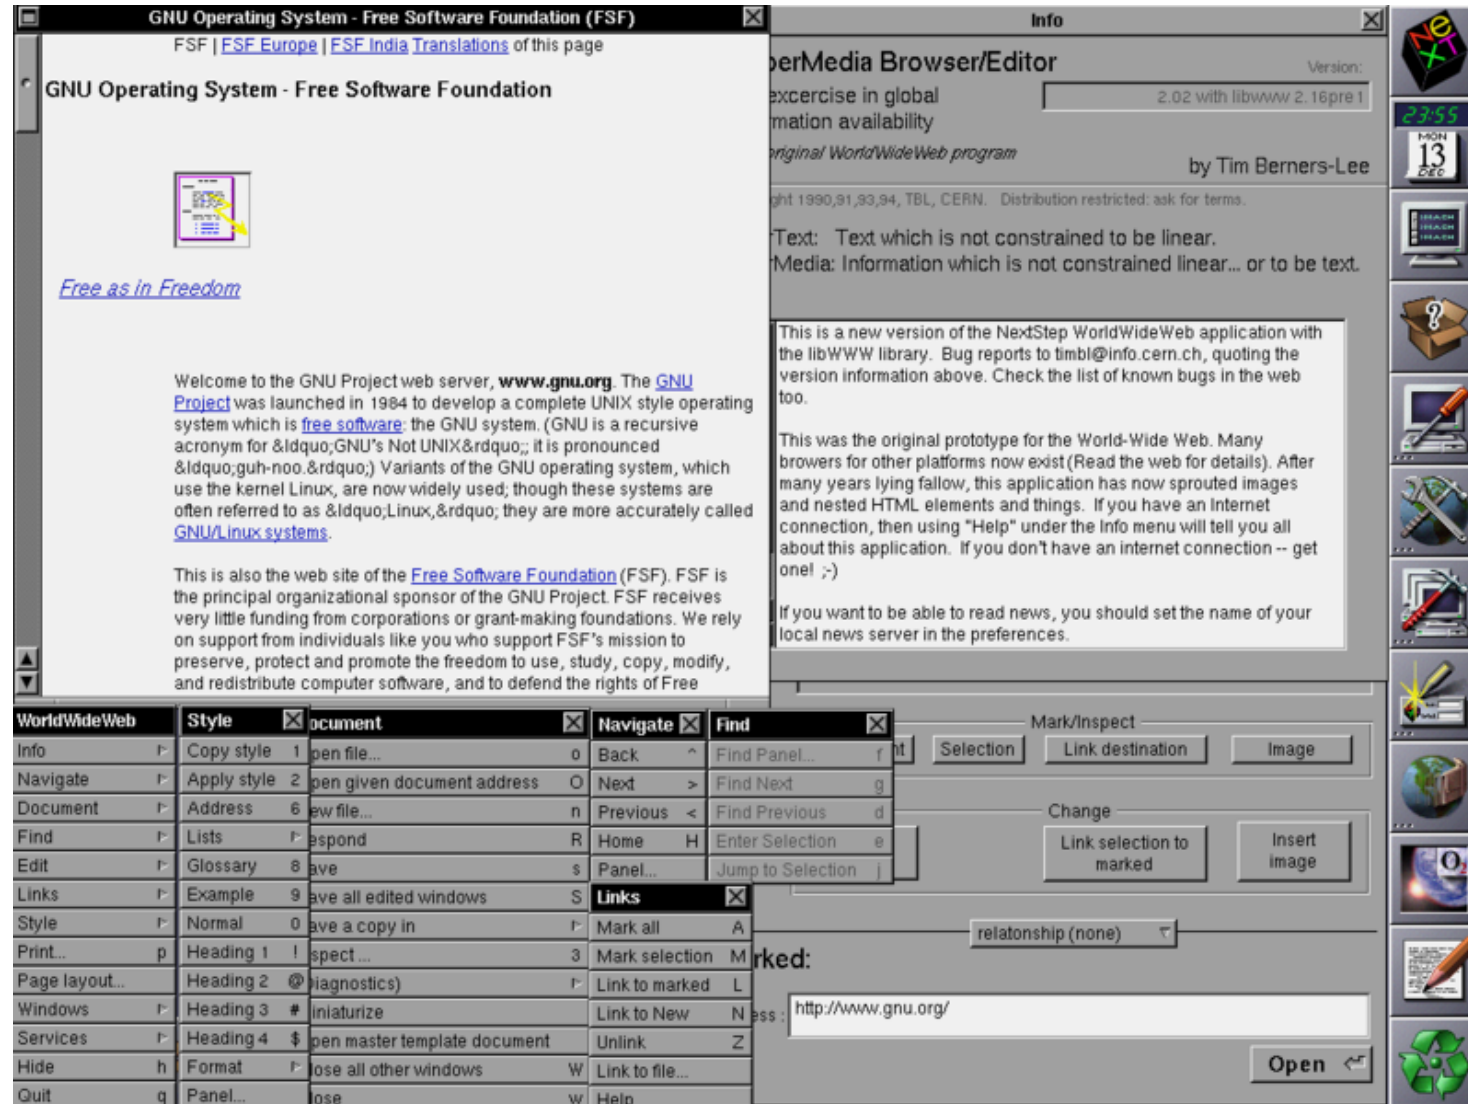 GNU Operating System - Free Software Foundation (FSF)
FSF | FSF Europe | FSF India Translations of this page
GNU Operating System - Free Software Foundation
Free as in Freedom
Welcome to the GNU Project web server, www.gnu.org. The GNU
Project was launched in 1984 to develop a complete UNIX style operating
system which is free software: the GNU system. (GNU is a recursive
acronym for &ldquo;GNU's Not UNIX&rdquo;; it is pronounced
&ldquo;guh-noo.&rdquo;) Variants of the GNU operating system, which
use the kernel Linux, are now widely used; though these systems are
often referred to as &ldquo;Linux,&rdquo; they are more accurately called
GNU/Linux systems.
This is also the web site of the Free Software Foundation (FSF). FSF is
the principal organizational sponsor of the GNU Project. FSF receives
very little funding from corporations or grant-making foundations. We rely
on support from individuals like you who support FSF's mission to
preserve, protect and promote the freedom to use, study, copy, modify,
and redistribute computer software, and to defend the rights of Free
Info
perMedia Browser/Editor
Version:
excercise in global
2.02 with libwww 2.16pre1
mation availability
original WorldWideWeb program
by Tim Berners-Lee
ght 1990,91,93,94, TBL, CERN. Distribution restricted: ask for terms.
rText: Text which is not constrained to be linear.
rMedia: Information which is not constrained linear... or to be text.
This is a new version of the NextStep WorldWideWeb application with
the libWWW library. Bug reports to timbl@info.cern.ch, quoting the
version information above. Check the list of known bugs in the web
too.
This was the original prototype for the World-Wide Web. Many
browers for other platforms now exist (Read the web for details). After
many years lying fallow, this application has now sprouted images
and nested HTML elements and things. If you have an Internet
connection, then using "Help" under the Info menu will tell you all
about this application. If you don't have an internet connection -- get
one! ;-)
If you want to be able to read news, you should set the name of your
local news server in the preferences.
WorldWideWeb
Info
Navigate
Document
Find
Edit
Links
Style
Print... p
Page layout...
Windows
Services
Hide h
Quit q
Style
Copy style 1
Apply style 2
Address 6
Lists
Glossary 8
Example 9
Normal 0
Heading 1 !
Heading 2 @
Heading 3 #
Heading 4 $
Format
Panel...
ocument
pen file... o
pen given document address O
ew file... n
espond R
ave s
ave all edited windows S
ave a copy in
spect ... 3
iagnostics)
iniaturize
pen master template document
lose all other windows W
lose w
Navigate
Back ^
Next >
Previous <
Home H
Panel...
Find
Find Panel... f
Find Next g
Find Previous d
Enter Selection e
Jump to Selection j
Links
Mark all A
Mark selection M
Link to marked L
Link to New N
Unlink Z
Link to file...
Help
Mark/Inspect
nt
Selection
Link destination
Image
Change
Link selection to
marked
Insert
image
relatonship (none)
rked:
ess :
http://www.gnu.org/
Open
NeXT
23:55
MON
13
DEC
?
O2